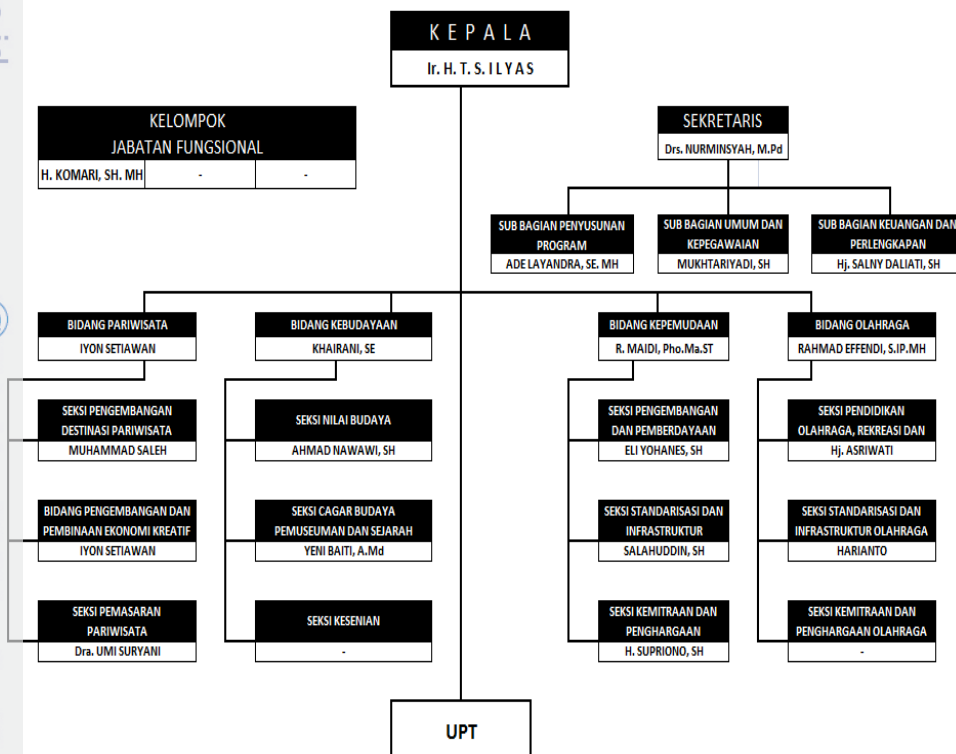 K E P A L A
Ir. H. T. S. I L Y A S
KELOMPOK
JABATAN FUNGSIONAL
H. KOMARI, SH. MH - -
SEKRETARIS
Drs. NURMINSYAH, M.Pd
SUB BAGIAN PENYUSUNAN
PROGRAM
ADE LAYANDRA, SE. MH
SUB BAGIAN UMUM DAN
KEPEGAWAIAN
MUKHTARIYADI, SH
SUB BAGIAN KEUANGAN DAN
PERLENGKAPAN
Hj. SALNY DALIATI, SH
BIDANG PARIWISATA
IYON SETIAWAN
BIDANG KEBUDAYAAN
KHAIRANI, SE
BIDANG KEPEMUDAAN
R. MAIDI, Pho.Ma.ST
BIDANG OLAHRAGA
RAHMAD EFFENDI, S.IP.MH
SEKSI PENGEMBANGAN
DESTINASI PARIWISATA
MUHAMMAD SALEH
SEKSI NILAI BUDAYA
AHMAD NAWAWI, SH
SEKSI PENGEMBANGAN
DAN PEMBERDAYAAN
ELI YOHANES, SH
SEKSI PENDIDIKAN
OLAHRAGA, REKREASI DAN
Hj. ASRIWATI
BIDANG PENGEMBANGAN DAN
PEMBINAAN EKONOMI KREATIF
IYON SETIAWAN
SEKSI CAGAR BUDAYA
PEMUSEUMAN DAN SEJARAH
YENI BAITI, A.Md
SEKSI STANDARISASI DAN
INFRASTRUKTUR
SALAHUDDIN, SH
SEKSI STANDARISASI DAN
INFRASTRUKTUR OLAHRAGA
HARIANTO
SEKSI PEMASARAN
PARIWISATA
Dra. UMI SURYANI
SEKSI KESENIAN
-
SEKSI KEMITRAAN DAN
PENGHARGAAN
H. SUPRIONO, SH
SEKSI KEMITRAAN DAN
PENGHARGAAN OLAHRAGA
-
UPT